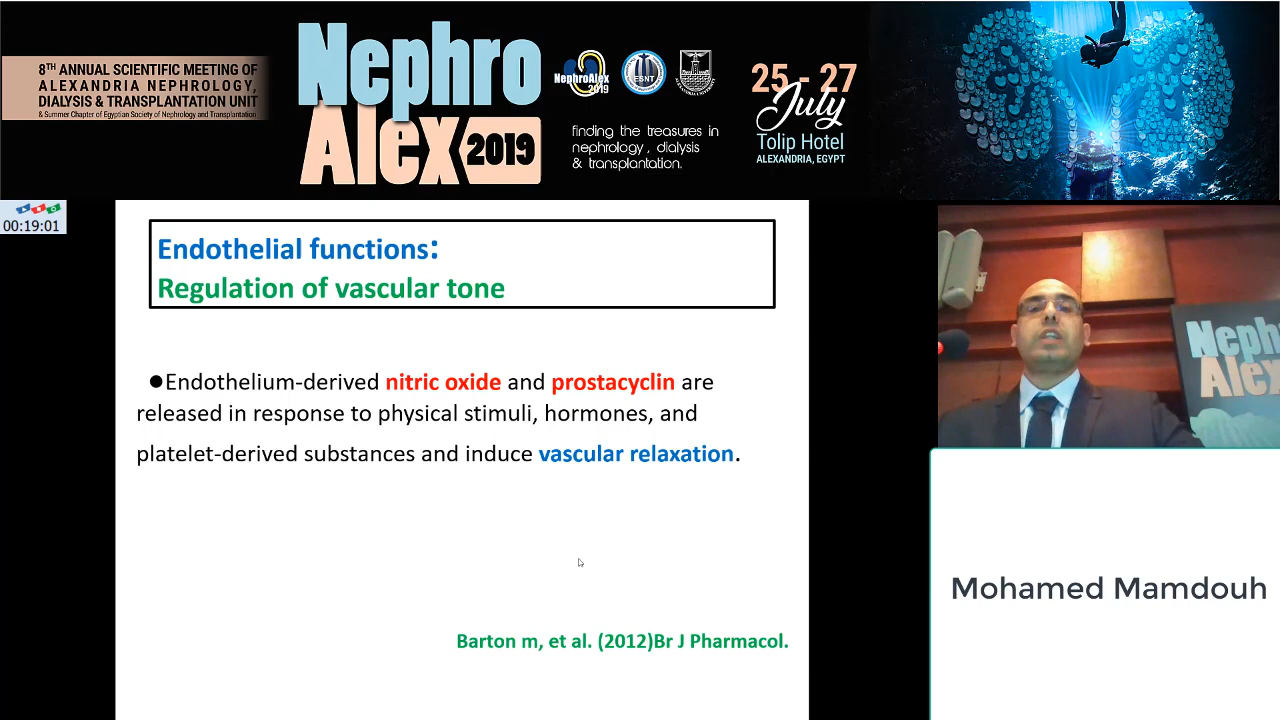 8TH ANNUAL SCIENTIFIC MEETING OF
ALEXANDRIA NEPHROLOGY,
DIALYSIS & TRANSPLANTATION UNIT
& Summer Chapter of Egyptian Society of Nephrology and Transplantation
Nephro
Alex 2019
NephroAlex
2019
ESNT
finding the treasures in
nephrology, dialysis
& transplantation.
25 - 27
July
Tolip Hotel
ALEXANDRIA, EGYPT
00:19:01
Endothelial functions:
Regulation of vascular tone
●Endothelium-derived nitric oxide and prostacyclin are
released in response to physical stimuli, hormones, and
platelet-derived substances and induce vascular relaxation.
Barton m, et al. (2012)Br J Pharmacol.
Neph
Alex
Mohamed Mamdouh